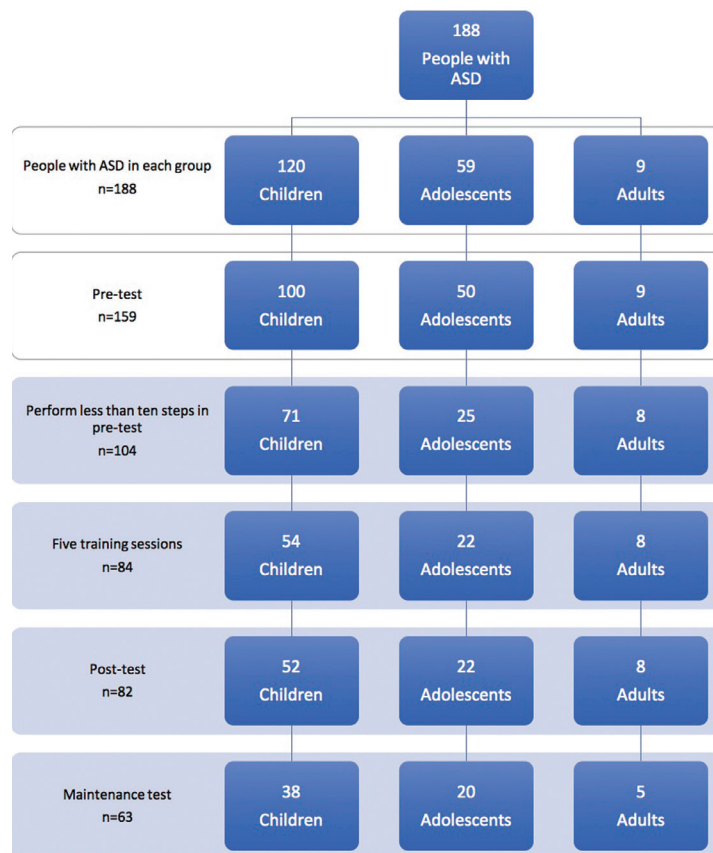 188
People with
ASD
People with ASD in each group
n=188
120
Children
59
Adolescents
9
Adults
Pre-test
n=159
100
Children
50
Adolescents
9
Adults
Perform less than ten steps in
pre-test
n=104
71
Children
25
Adolescents
8
Adults
Five training sessions
n=84
54
Children
22
Adolescents
8
Adults
Post-test
n=82
52
Children
22
Adolescents
8
Adults
Maintenance test
n=63
38
Children
20
Adolescents
5
Adults